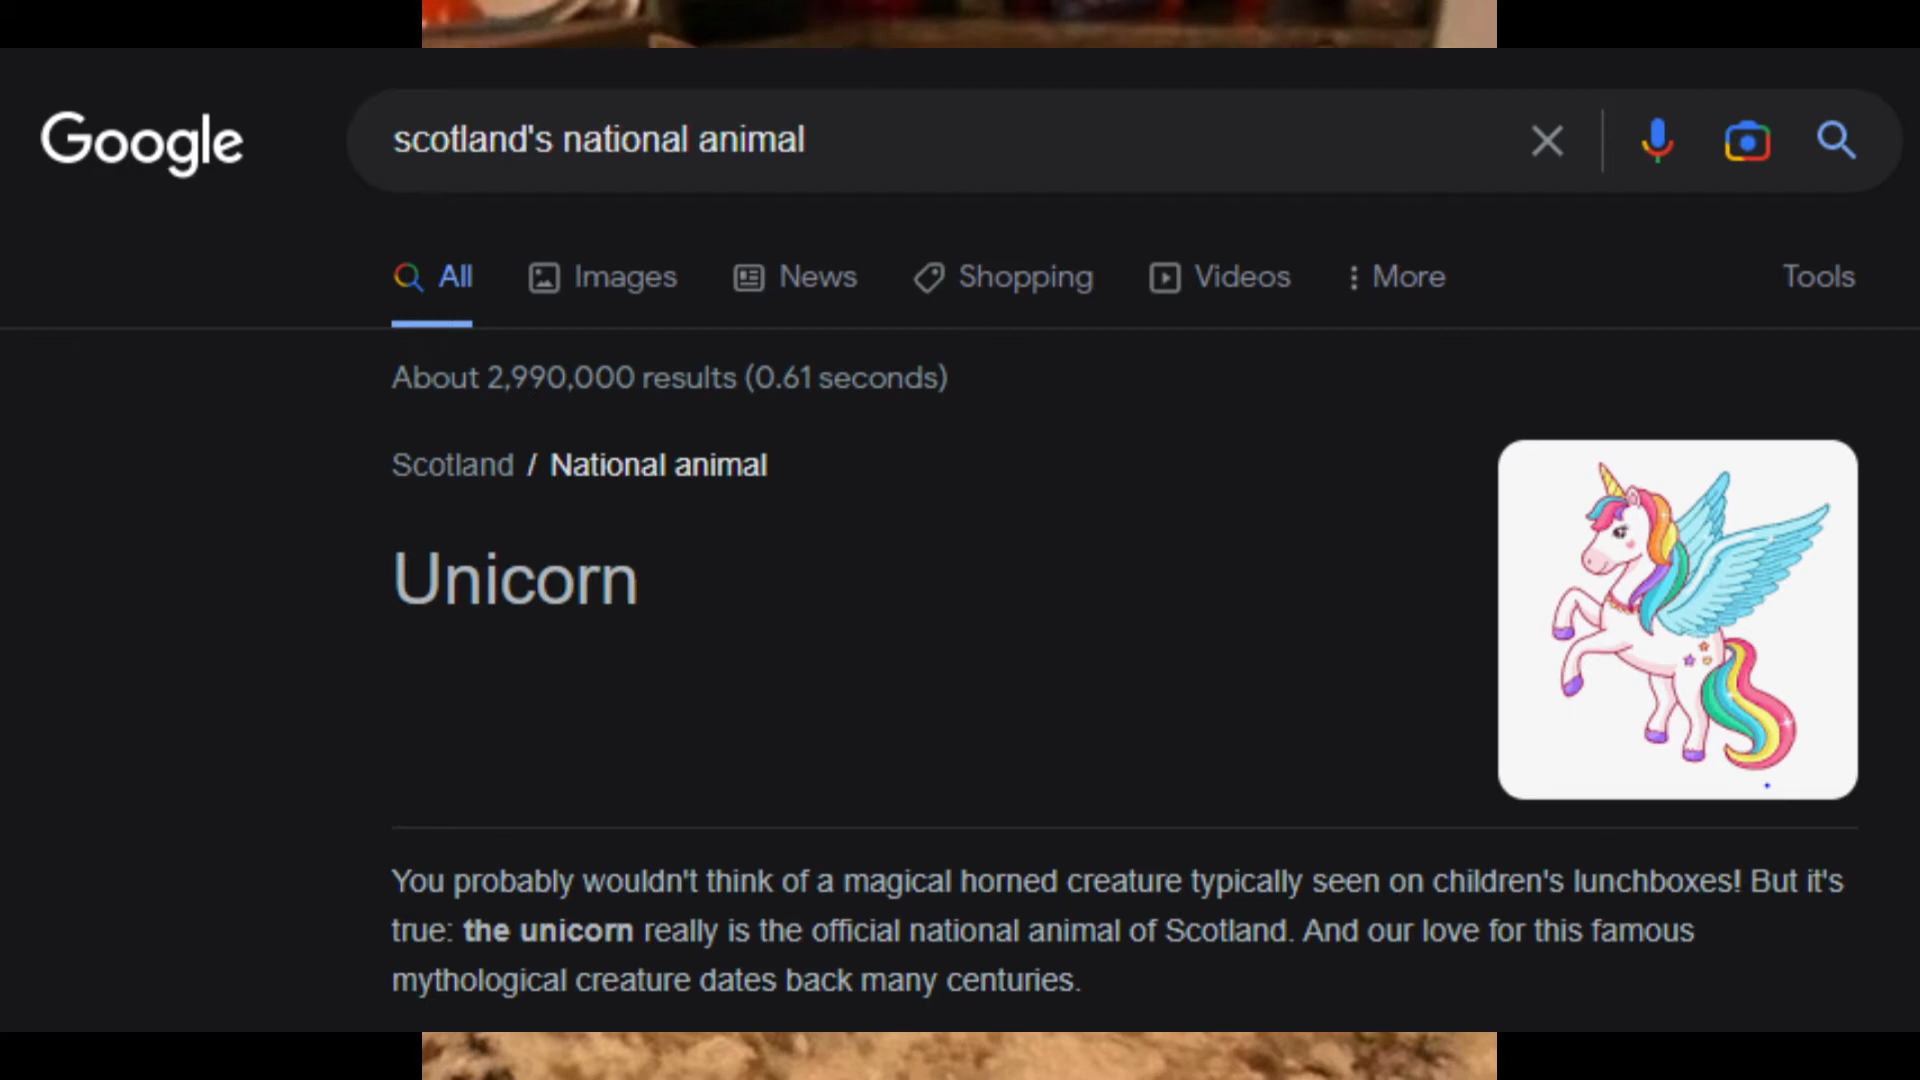 Google
scotland's national animal
All Images News Shopping Videos More Tools
About 2,990,000 results (0.61 seconds)
Scotland / National animal
Unicorn
You probably wouldn't think of a magical horned creature typically seen on children's lunchboxes! But it's
true: the unicorn really is the official national animal of Scotland. And our love for this famous
mythological creature dates back many centuries.